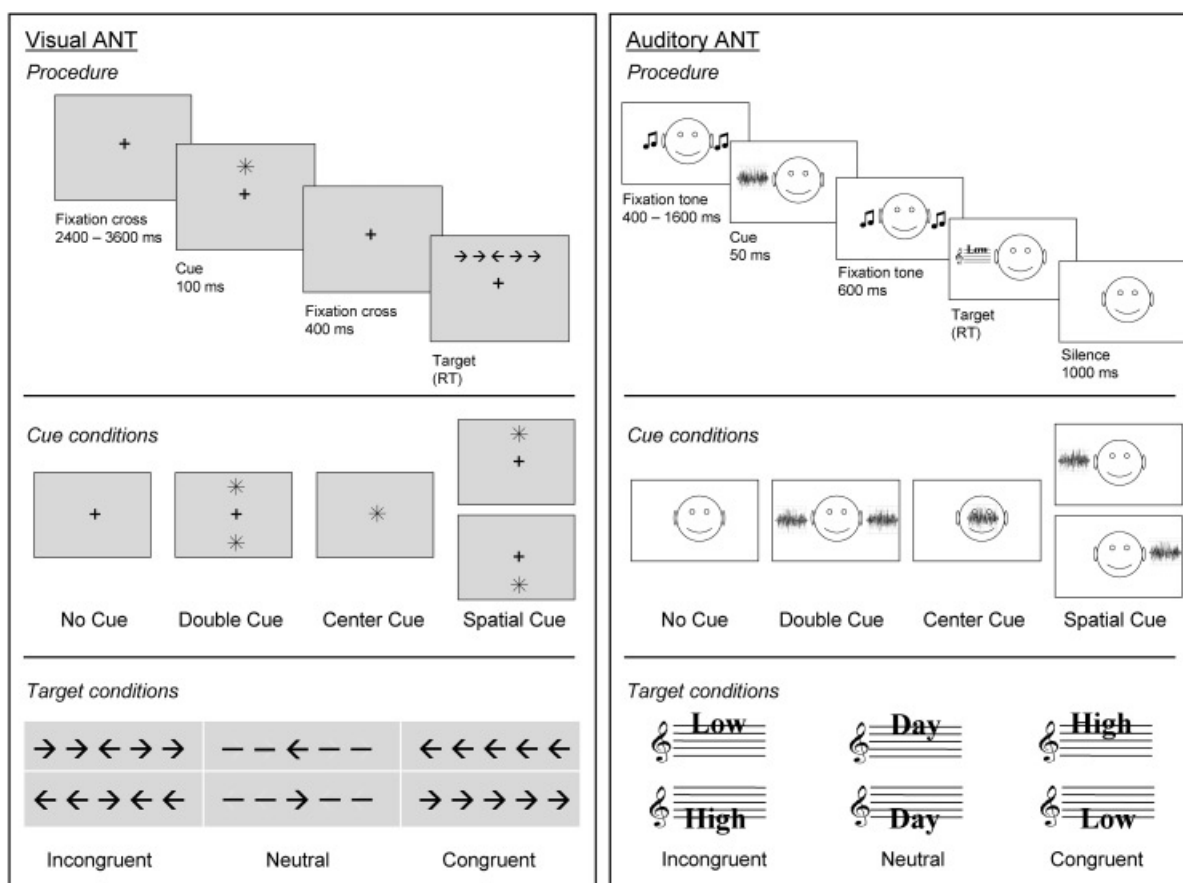 Visual ANT
Procedure
Fixation cross
2400 – 3600 ms
Cue
100 ms
Fixation cross
400 ms
Target
(RT)
Cue conditions
No Cue
Double Cue
Center Cue
Spatial Cue
Target conditions
Incongruent
Neutral
Congruent
Auditory ANT
Procedure
Fixation tone
400 – 1600 ms
Cue
50 ms
Fixation tone
600 ms
Low
Target
(RT)
Silence
1000 ms
Cue conditions
No Cue
Double Cue
Center Cue
Spatial Cue
Target conditions
Low
Day
High
High
Day
Low
Incongruent
Neutral
Congruent